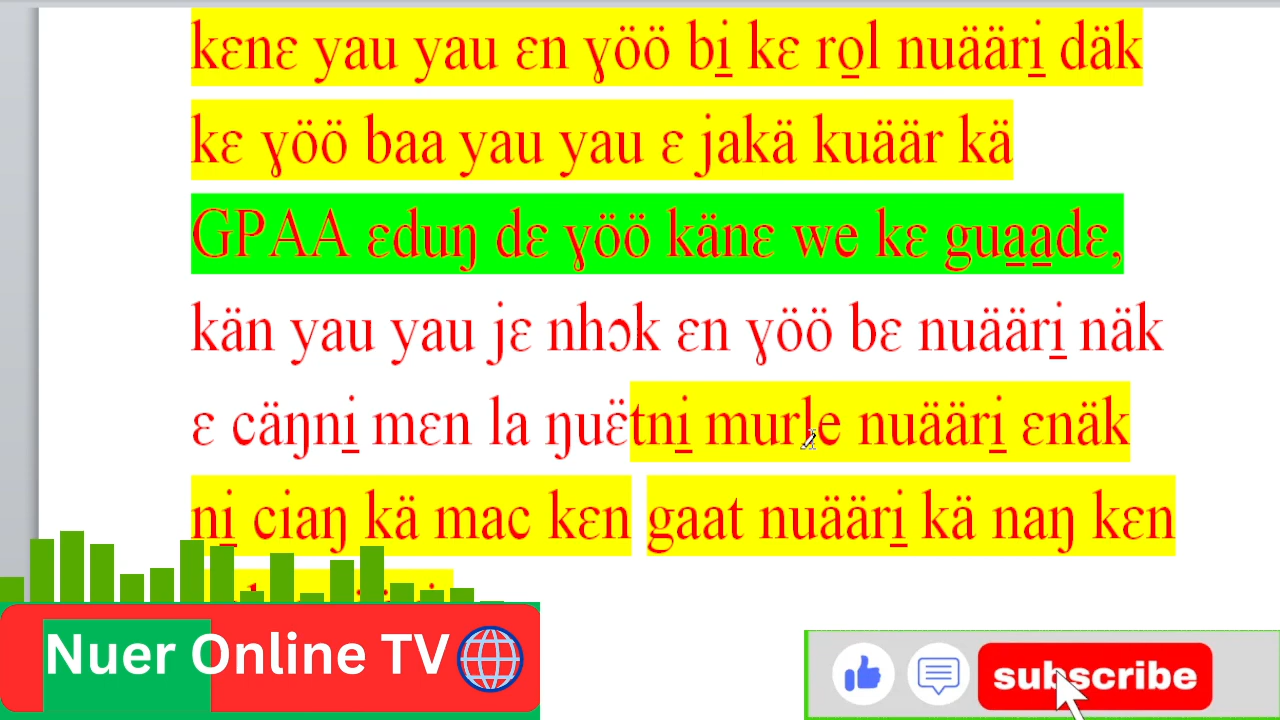 kɛnɛ yau yau ɛn ɣöö bi̱ kɛ ro̱l nuääri̱ däk
kɛ ɣöö baa yau yau ɛ jakä kuäär kä
GPAA ɛduŋ dɛ ɣöö känɛ we kɛ gua̱a̱dɛ,
kän yau yau jɛ nhɔk ɛn ɣöö bɛ nuääri̱ näk
ɛ cäŋni̱ mɛn la ŋuëtni̱ murle nuääri̱ ɛnäk
ni̱ ciaŋ kä mac kɛn gaat nuääri̱ kä naŋ kɛn
Nuer Online TV
subscribe